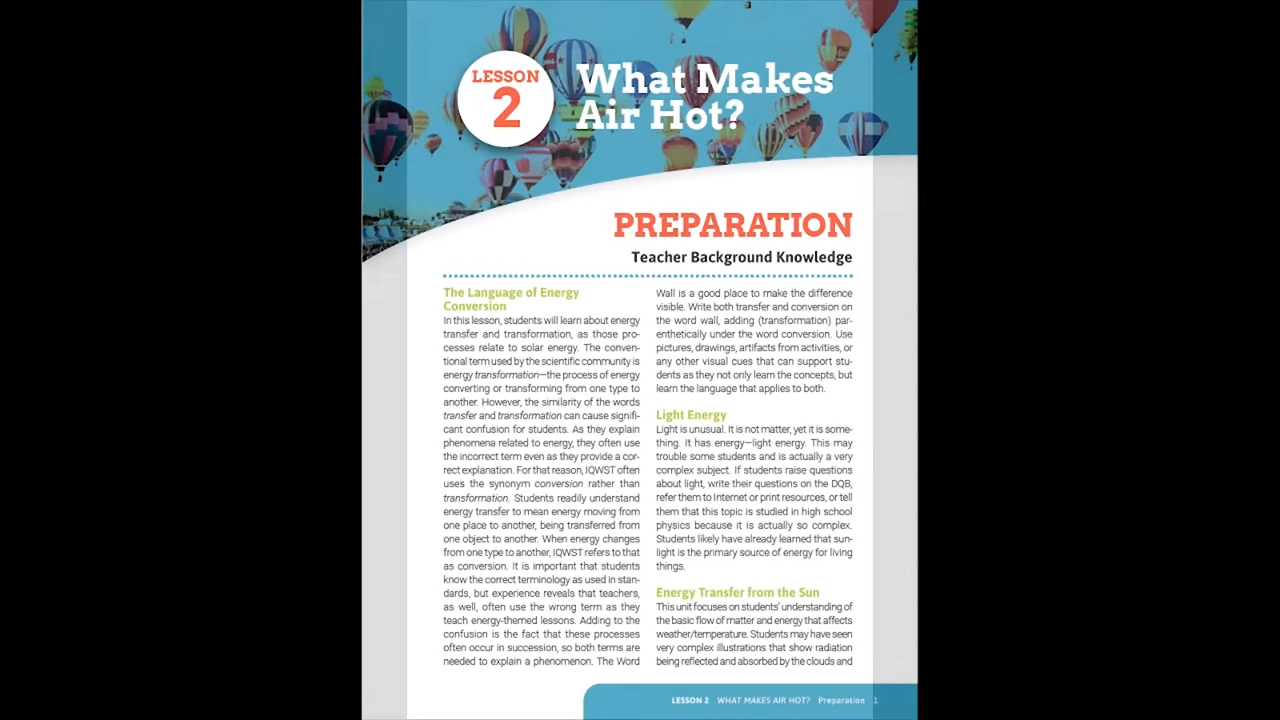 LESSON
2
What Makes
Air Hot?
PREPARATION
Teacher Background Knowledge
The Language of Energy
Conversion
In this lesson, students will learn about energy
transfer and transformation, as those pro-
cesses relate to solar energy. The conven-
tional term used by the scientific community is
energy transformation—the process of energy
converting or transforming from one type to
another. However, the similarity of the words
transfer and transformation can cause signifi-
cant confusion for students. As they explain
phenomena related to energy, they often use
the incorrect term even as they provide a cor-
rect explanation. For that reason, IQWST often
uses the synonym conversion rather than
transformation. Students readily understand
energy transfer to mean energy moving from
one place to another, being transferred from
one object to another. When energy changes
from one type to another, IQWST refers to that
as conversion. It is important that students
know the correct terminology as used in stan-
dards, but experience reveals that teachers,
as well, often use the wrong term as they
teach energy-themed lessons. Adding to the
confusion is the fact that these processes
often occur in succession, so both terms are
needed to explain a phenomenon. The Word
Wall is a good place to make the difference
visible. Write both transfer and conversion on
the word wall, adding (transformation) par-
enthetically under the word conversion. Use
pictures, drawings, artifacts from activities, or
any other visual cues that can support stu-
dents as they not only learn the concepts, but
learn the language that applies to both.
Light Energy
Light is unusual. It is not matter, yet it is some-
thing. It has energy—light energy. This may
trouble some students and is actually a very
complex subject. If students raise questions
about light, write their questions on the DQB,
refer them to Internet or print resources, or tell
them that this topic is studied in high school
physics because it is actually so complex.
Students likely have already learned that sun-
light is the primary source of energy for living
things.
Energy Transfer from the Sun
This unit focuses on students' understanding of
the basic flow of matter and energy that affects
weather/temperature. Students may have seen
very complex illustrations that show radiation
being reflected and absorbed by the clouds and
LESSON 2 WHAT MAKES AIR HOT? Preparation 1